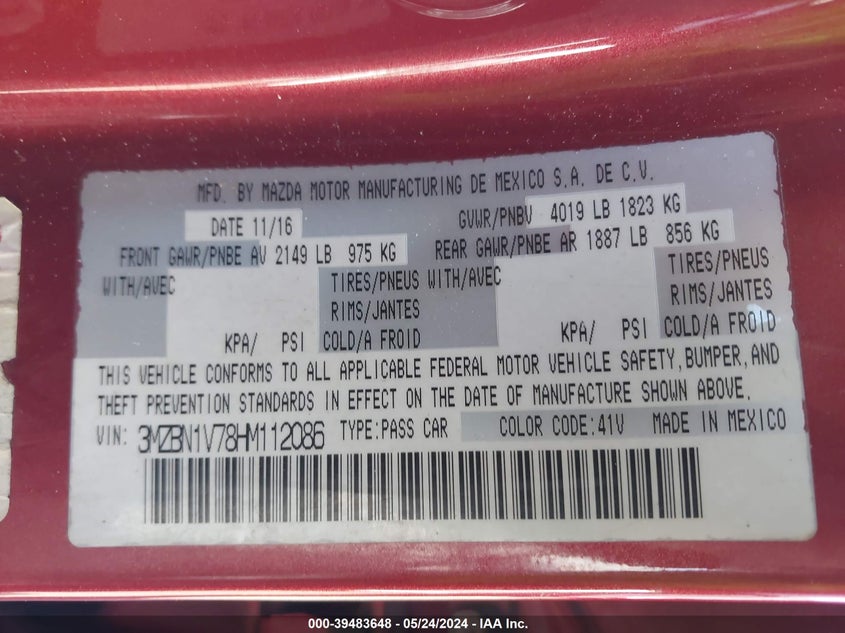 MFD. BY MAZDA MOTOR MANUFACTURING DE MEXICO S.A. DE C.V.
DATE 11/16 GVWR/PNBV 4019 LB 1823 KG
FRONT GAWR/PNBE AV 2149 LB 975 KG REAR GAWR/PNBE AR 1887 LB 856 KG
WITH/AVEC TIRES/PNEUS WITH/AVEC TIRES/PNEUS
RIMS/JANTES RIMS/JANTES
KPA/ PSI COLD/A FROID KPA/ PSI COLD/A FROID
THIS VEHICLE CONFORMS TO ALL APPLICABLE FEDERAL MOTOR VEHICLE SAFETY, BUMPER, AND
THEFT PREVENTION STANDARDS IN EFFECT ON THE DATE OF MANUFACTURE SHOWN ABOVE.
VIN: 3MZBN1V78HM112086 TYPE:PASS CAR COLOR CODE:41V MADE IN MEXICO
000-39483648 - 05/24/2024 - IAA Inc.